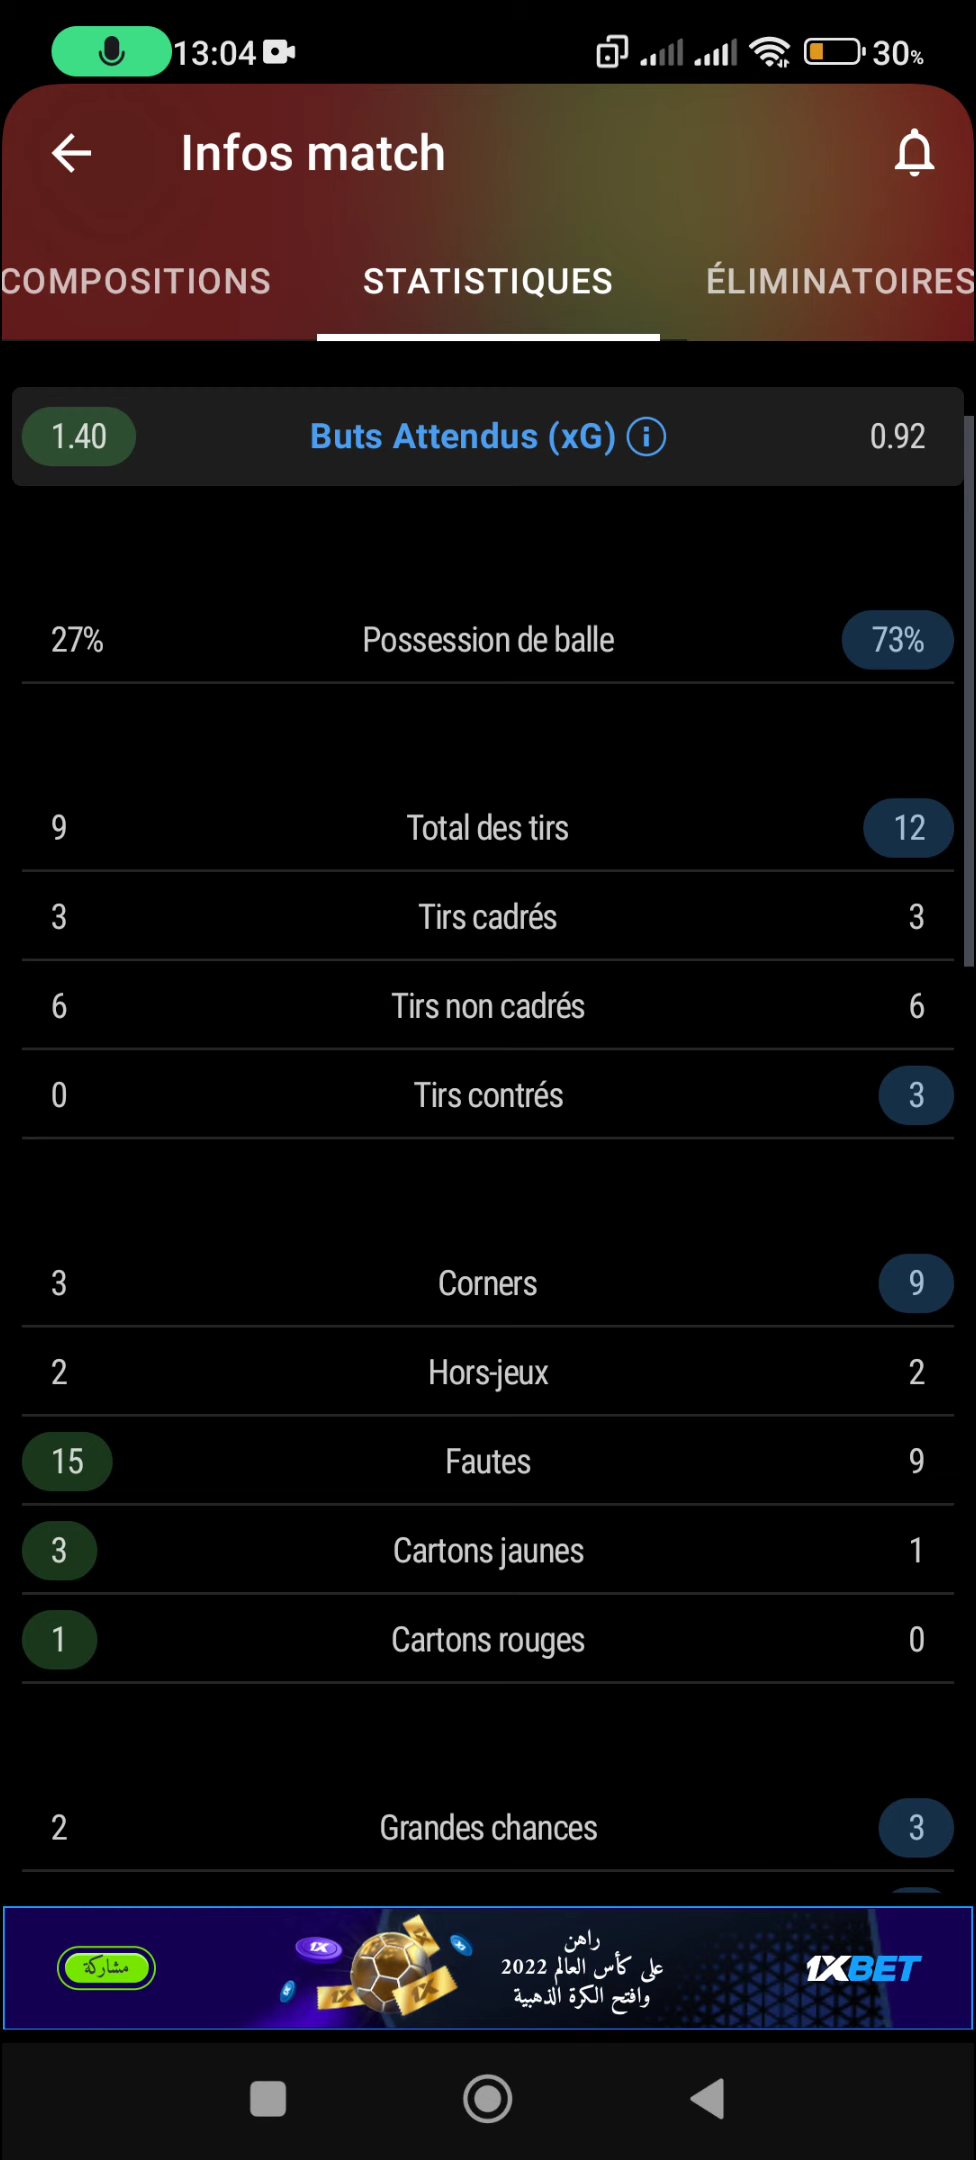 13:04
30%
Infos match
COMPOSITIONS STATISTIQUES ÉLIMINATOIRES
1.40 Buts Attendus (xG) 0.92
27% Possession de balle 73%
9 Total des tirs 12
3 Tirs cadrés 3
6 Tirs non cadrés 6
0 Tirs contrés 3
3 Corners 9
2 Hors-jeux 2
15 Fautes 9
3 Cartons jaunes 1
1 Cartons rouges 0
2 Grandes chances 3
مشاركة
1X
راهن
على كأس العالم 2022
وافتح الكرة الذهبية
1XBET